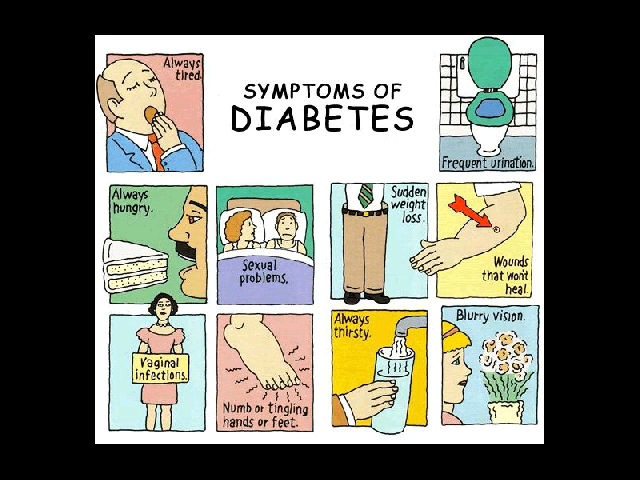 Always
tired.
SYMPTOMS OF
DIABETES
Frequent urination.
Always
hungry.
Sexual
problems.
Sudden
weight
loss.
Wounds
that won't
heal.
Vaginal
infections.
Numb or tingling
hands or feet.
Always
thirsty.
Blurry vision.